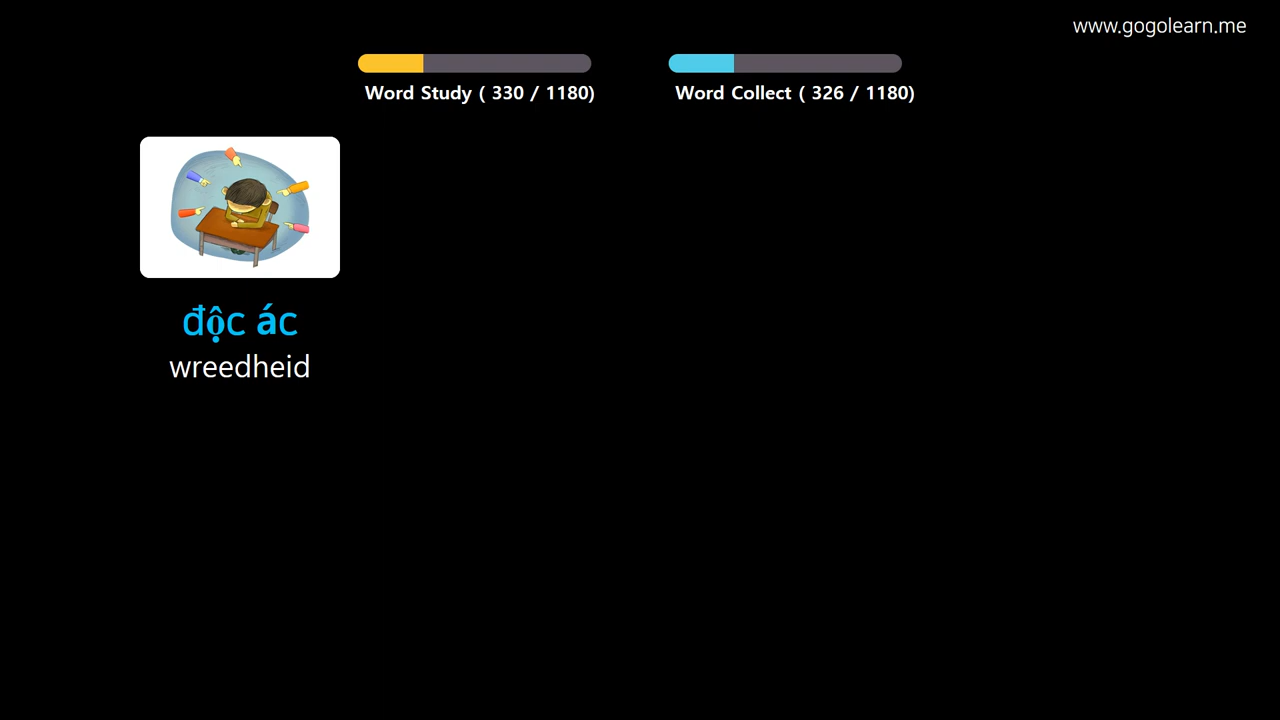 www.gogolearn.me
Word Study ( 330 / 1180)
Word Collect ( 326 / 1180)
độc ác
wreedheid